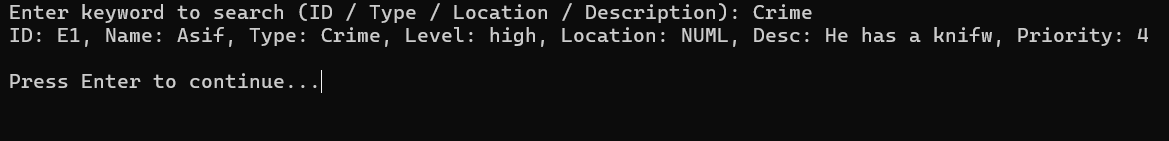 Enter keyword to search (ID / Type / Location / Description): Crime
ID: E1, Name: Asif, Type: Crime, Level: high, Location: NUML, Desc: He has a knifw, Priority: 4
Press Enter to continue...